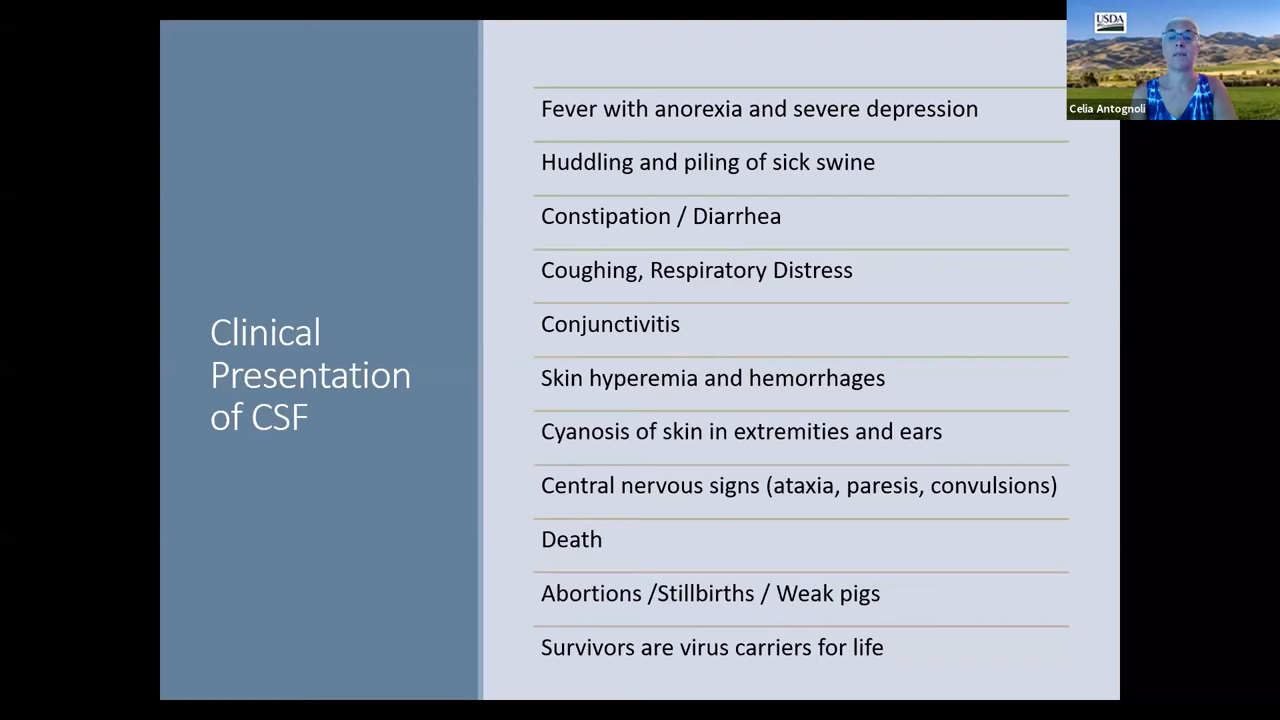 Clinical
Presentation
of CSF
Fever with anorexia and severe depression
Huddling and piling of sick swine
Constipation / Diarrhea
Coughing, Respiratory Distress
Conjunctivitis
Skin hyperemia and hemorrhages
Cyanosis of skin in extremities and ears
Central nervous signs (ataxia, paresis, convulsions)
Death
Abortions /Stillbirths / Weak pigs
Survivors are virus carriers for life
USDA
Celia Antognoli